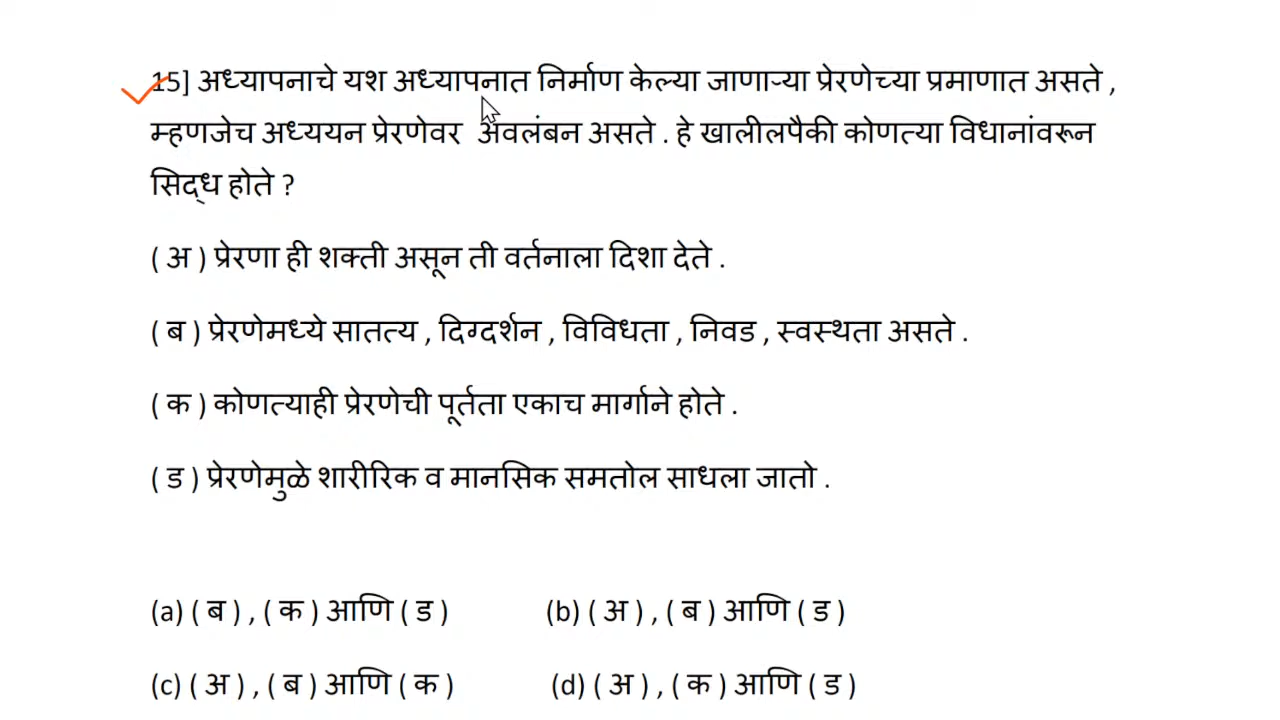 15] अध्यापनाचे यश अध्यापनात निर्माण केल्या जाणाऱ्या प्रेरणेच्या प्रमाणात असते ,
म्हणजेच अध्ययन प्रेरणेवर अवलंबन असते . हे खालीलपैकी कोणत्या विधानांवरून
सिद्ध होते ?
( अ ) प्रेरणा ही शक्ती असून ती वर्तनाला दिशा देते .
( ब ) प्रेरणेमध्ये सातत्य , दिग्दर्शन , विविधता , निवड , स्वस्थता असते .
( क ) कोणत्याही प्रेरणेची पूर्तता एकाच मार्गाने होते .
( ड ) प्रेरणेमुळे शारीरिक व मानसिक समतोल साधला जातो .
(a) ( ब ) , ( क ) आणि ( ड ) (b) ( अ ) , ( ब ) आणि ( ड )
(c) ( अ ) , ( ब ) आणि ( क ) (d) ( अ ) , ( क ) आणि ( ड )